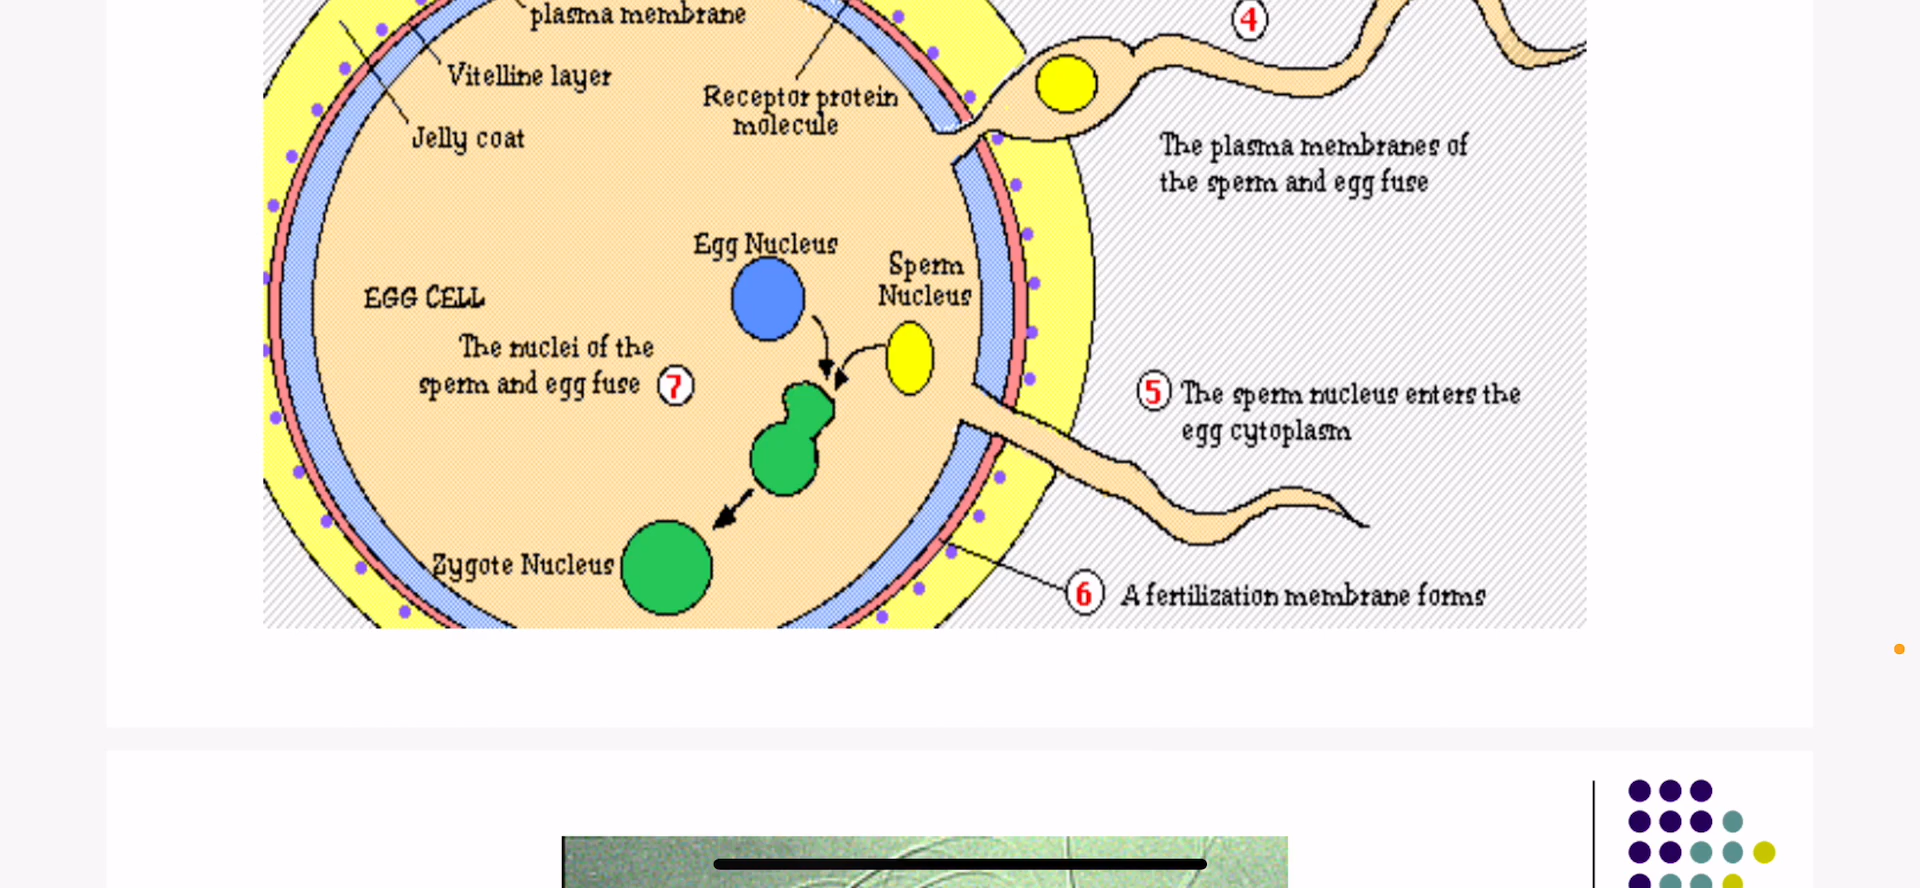 plasma membrane
Vitelline layer
Jelly coat
Receptor protein
molecule
4
The plasma membranes of
the sperm and egg fuse
Egg Nucleus
Sperm
Nucleus
EGG CELL
The nuclei of the
sperm and egg fuse 7
5 The sperm nucleus enters the
egg cytoplasm
Zygote Nucleus
6 A fertilization membrane forms